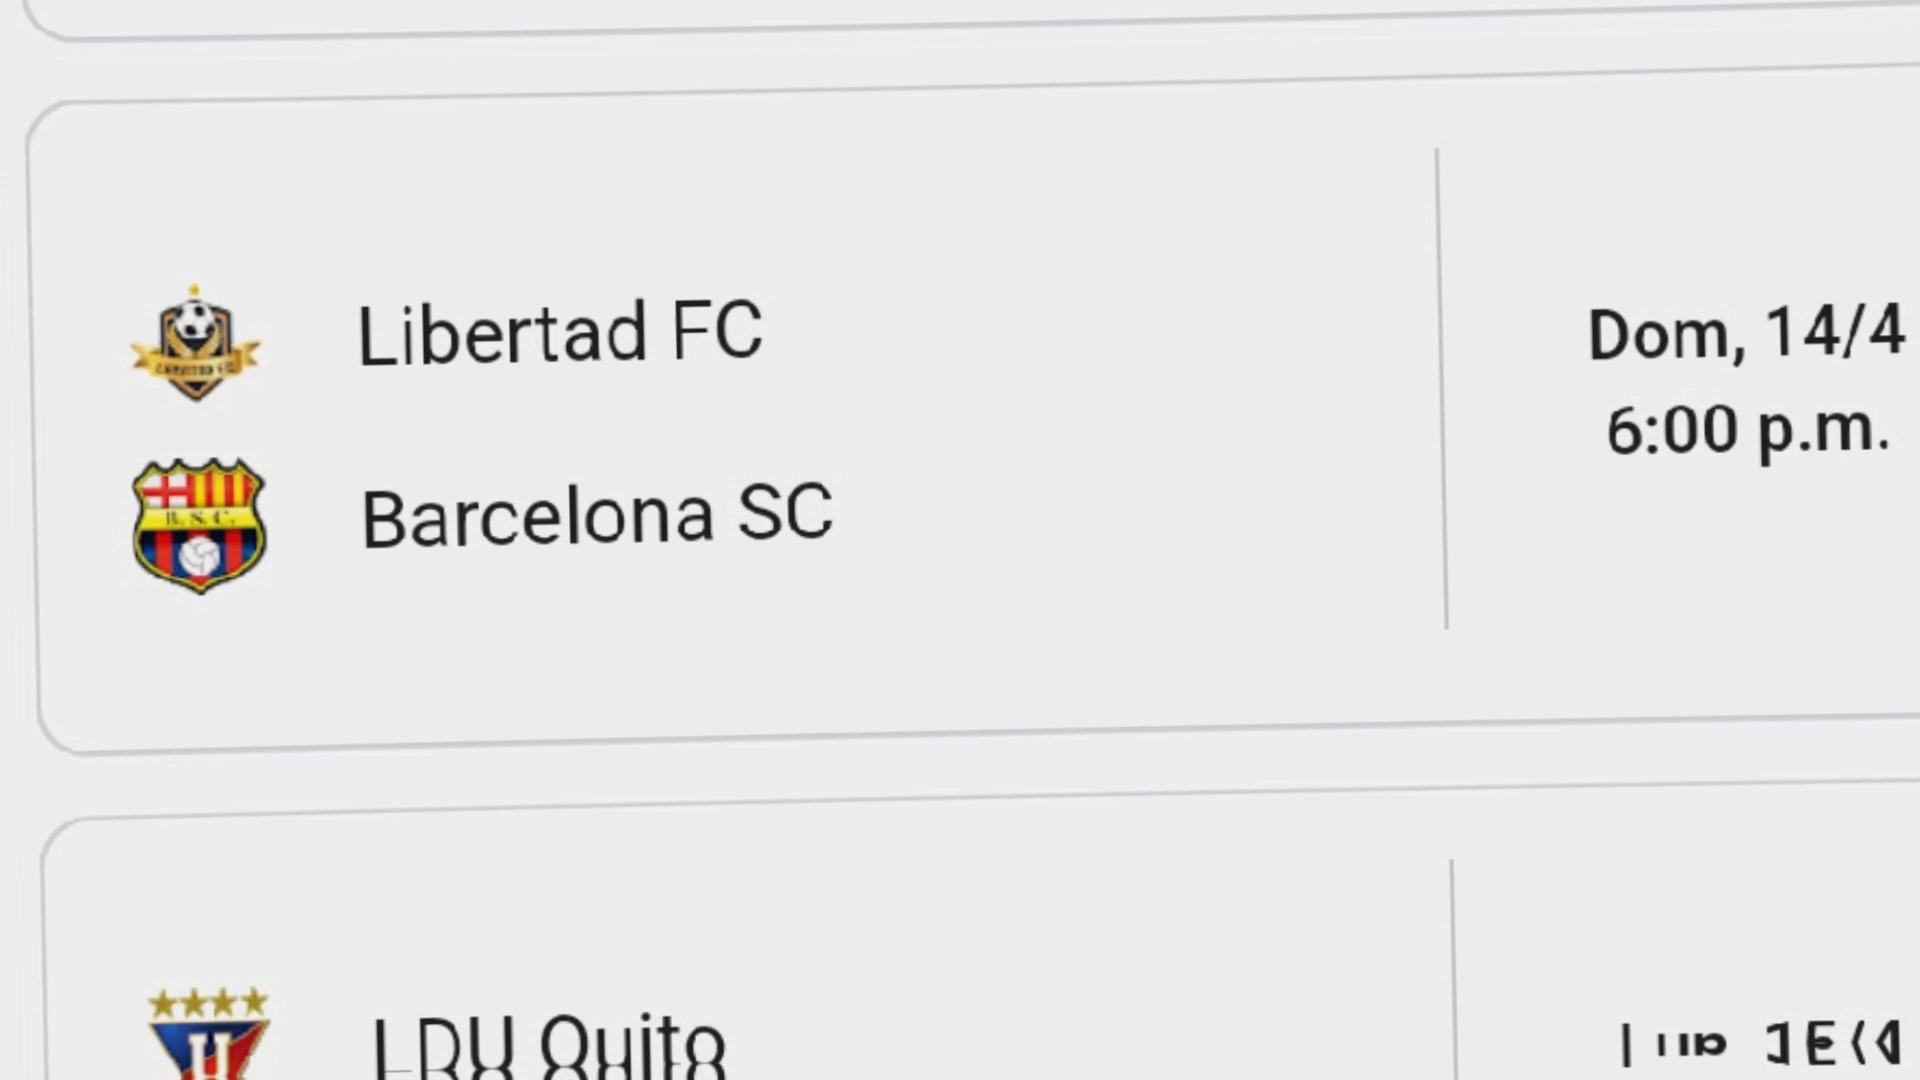 Libertad FC
Dom, 14/4
6:00 p.m.
Barcelona SC
LDU Quito